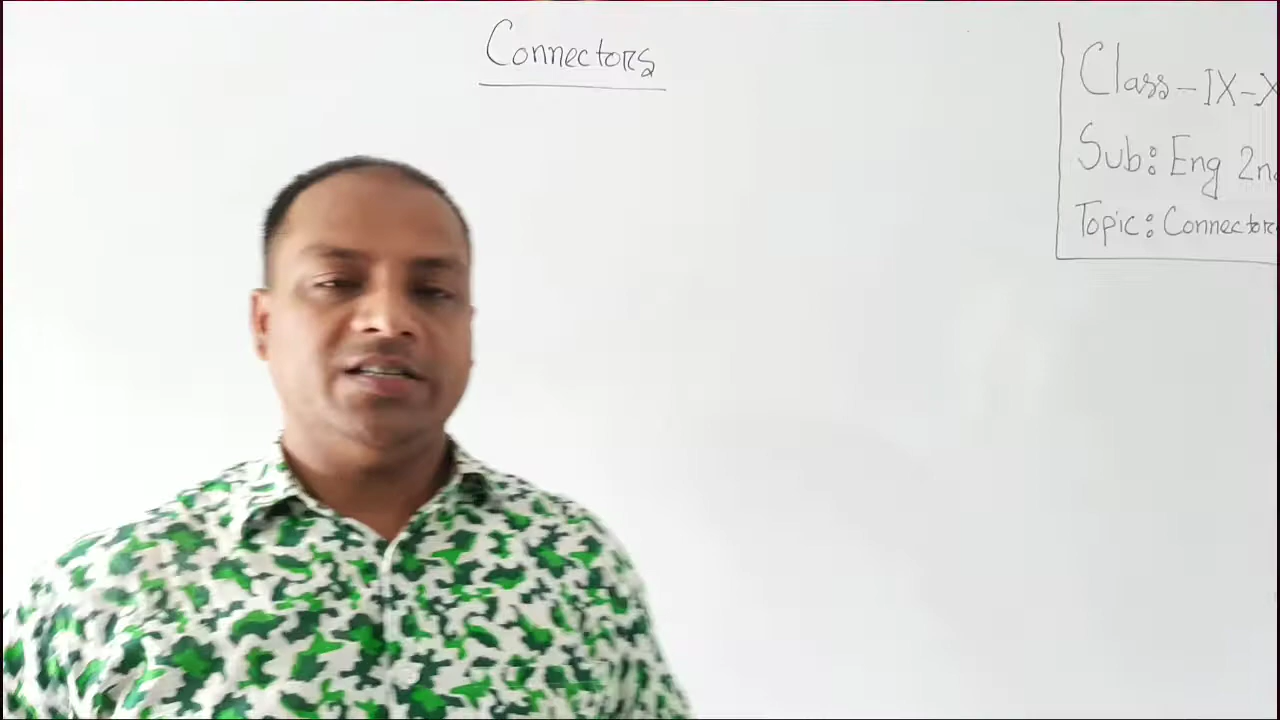 Connectors
Class - IX - X
Sub: Eng 2n
Topic: Connector